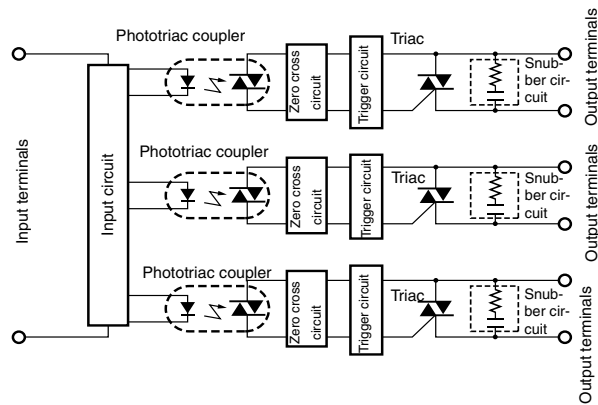 Phototriac coupler
Zero cross
circuit
Trigger circuit
Triac
Snub-
ber cir-
cuit
Output terminals
Input terminals
Input circuit
Phototriac coupler
Zero cross
circuit
Trigger circuit
Triac
Snub-
ber cir-
cuit
Output terminals
Phototriac coupler
Zero cross
circuit
Trigger circuit
Triac
Snub-
ber cir-
cuit
Output terminals